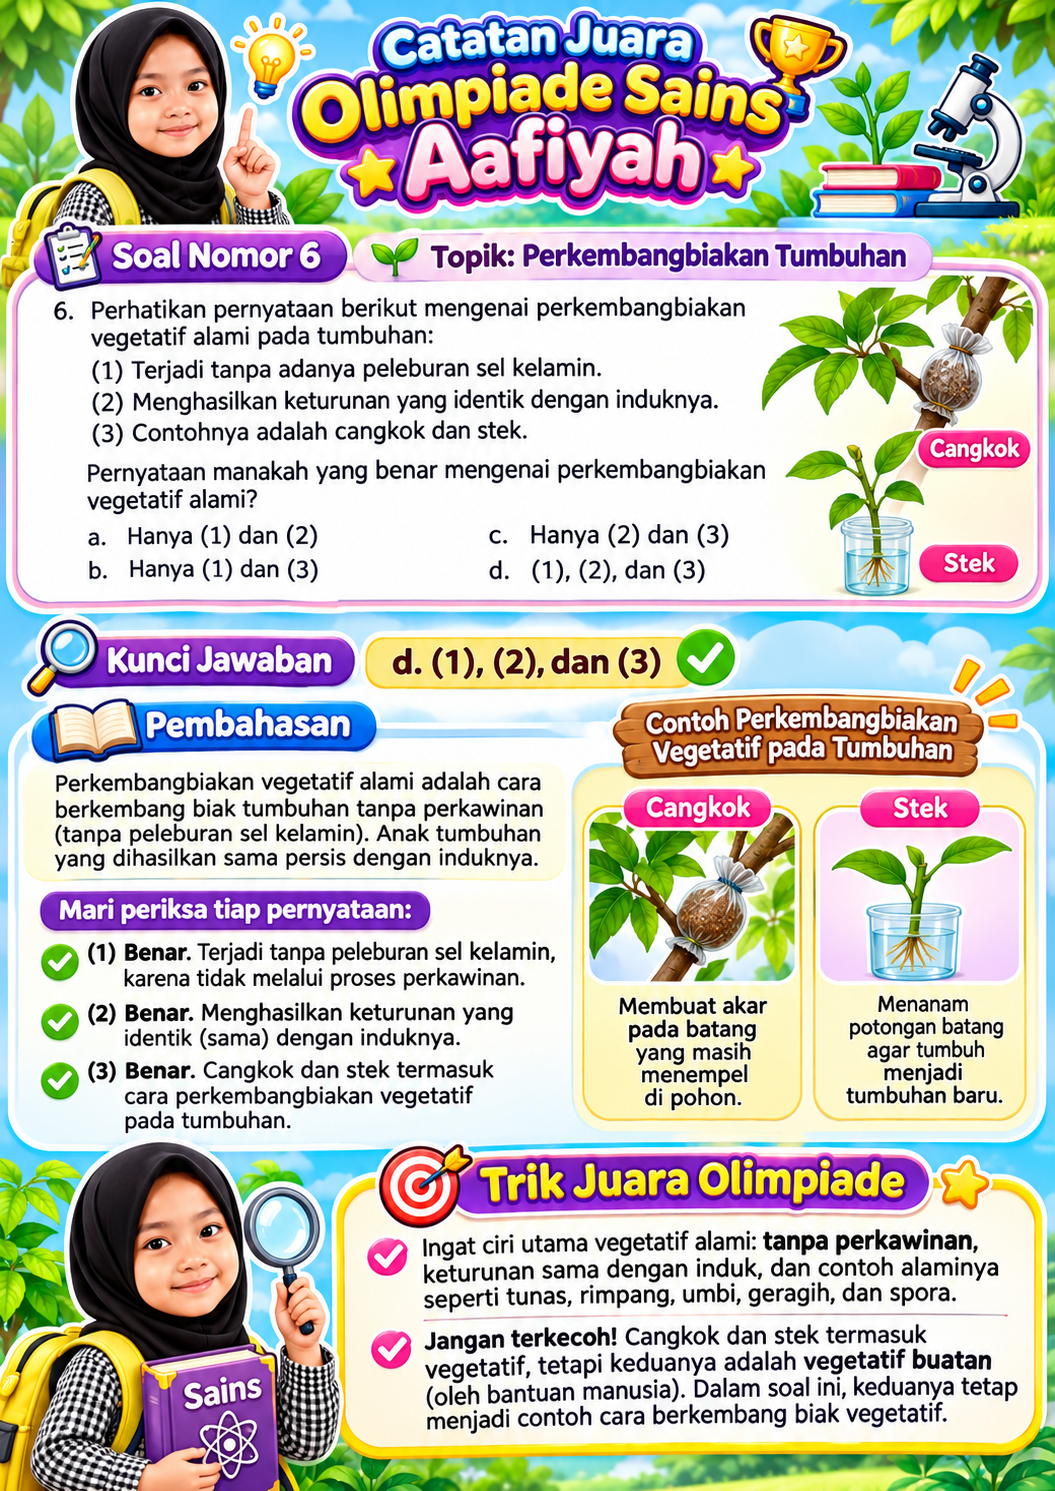 Catatan Juara
Olimpiade Sains
Aafiyah
Soal Nomor 6
Topik: Perkembangbiakan Tumbuhan
6. Perhatikan pernyataan berikut mengenai perkembangbiakan
vegetatif alami pada tumbuhan:
(1) Terjadi tanpa adanya peleburan sel kelamin.
(2) Menghasilkan keturunan yang identik dengan induknya.
(3) Contohnya adalah cangkok dan stek.
Pernyataan manakah yang benar mengenai perkembangbiakan
vegetatif alami?
a. Hanya (1) dan (2)
b. Hanya (1) dan (3)
c. Hanya (2) dan (3)
d. (1), (2), dan (3)
Cangkok
Stek
Kunci Jawaban
d. (1), (2), dan (3)
Pembahasan
Perkembangbiakan vegetatif alami adalah cara
berkembang biak tumbuhan tanpa perkawinan
(tanpa peleburan sel kelamin). Anak tumbuhan
yang dihasilkan sama persis dengan induknya.
Mari periksa tiap pernyataan:
(1) Benar. Terjadi tanpa peleburan sel kelamin,
karena tidak melalui proses perkawinan.
(2) Benar. Menghasilkan keturunan yang
identik (sama) dengan induknya.
(3) Benar. Cangkok dan stek termasuk
cara perkembangbiakan vegetatif
pada tumbuhan.
Contoh Perkembangbiakan
Vegetatif pada Tumbuhan
Cangkok
Membuat akar
pada batang
yang masih
menempel
di pohon.
Stek
Menanam
potongan batang
agar tumbuh
menjadi
tumbuhan baru.
Sains
Trik Juara Olimpiade
Ingat ciri utama vegetatif alami: tanpa perkawinan,
keturunan sama dengan induk, dan contoh alaminya
seperti tunas, rimpang, umbi, geragih, dan spora.
Jangan terkecoh! Cangkok dan stek termasuk
vegetatif, tetapi keduanya adalah vegetatif buatan
(oleh bantuan manusia). Dalam soal ini, keduanya tetap
menjadi contoh cara berkembang biak vegetatif.